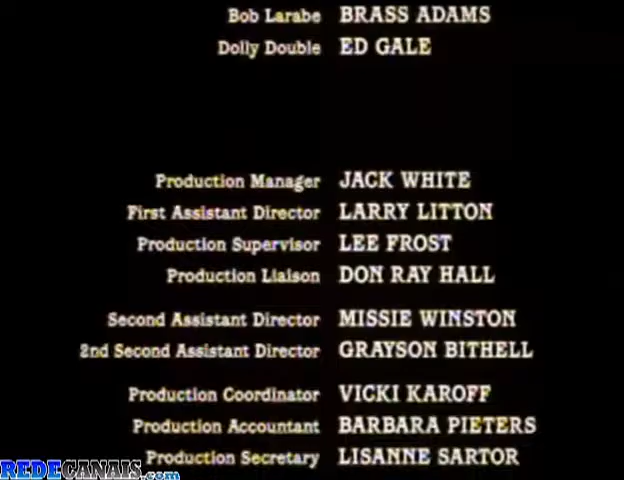 Bob Larabe BRASS ADAMS
Dolly Double ED GALE
Production Manager JACK WHITE
First Assistant Director LARRY LITTON
Production Supervisor LEE FROST
Production Liaison DON RAY HALL
Second Assistant Director MISSIE WINSTON
2nd Second Assistant Director GRAYSON BITHELL
Production Coordinator VICKI KAROFF
Production Accountant BARBARA PIETERS
Production Secretary LISANNE SARTOR
REDECANAIS.com